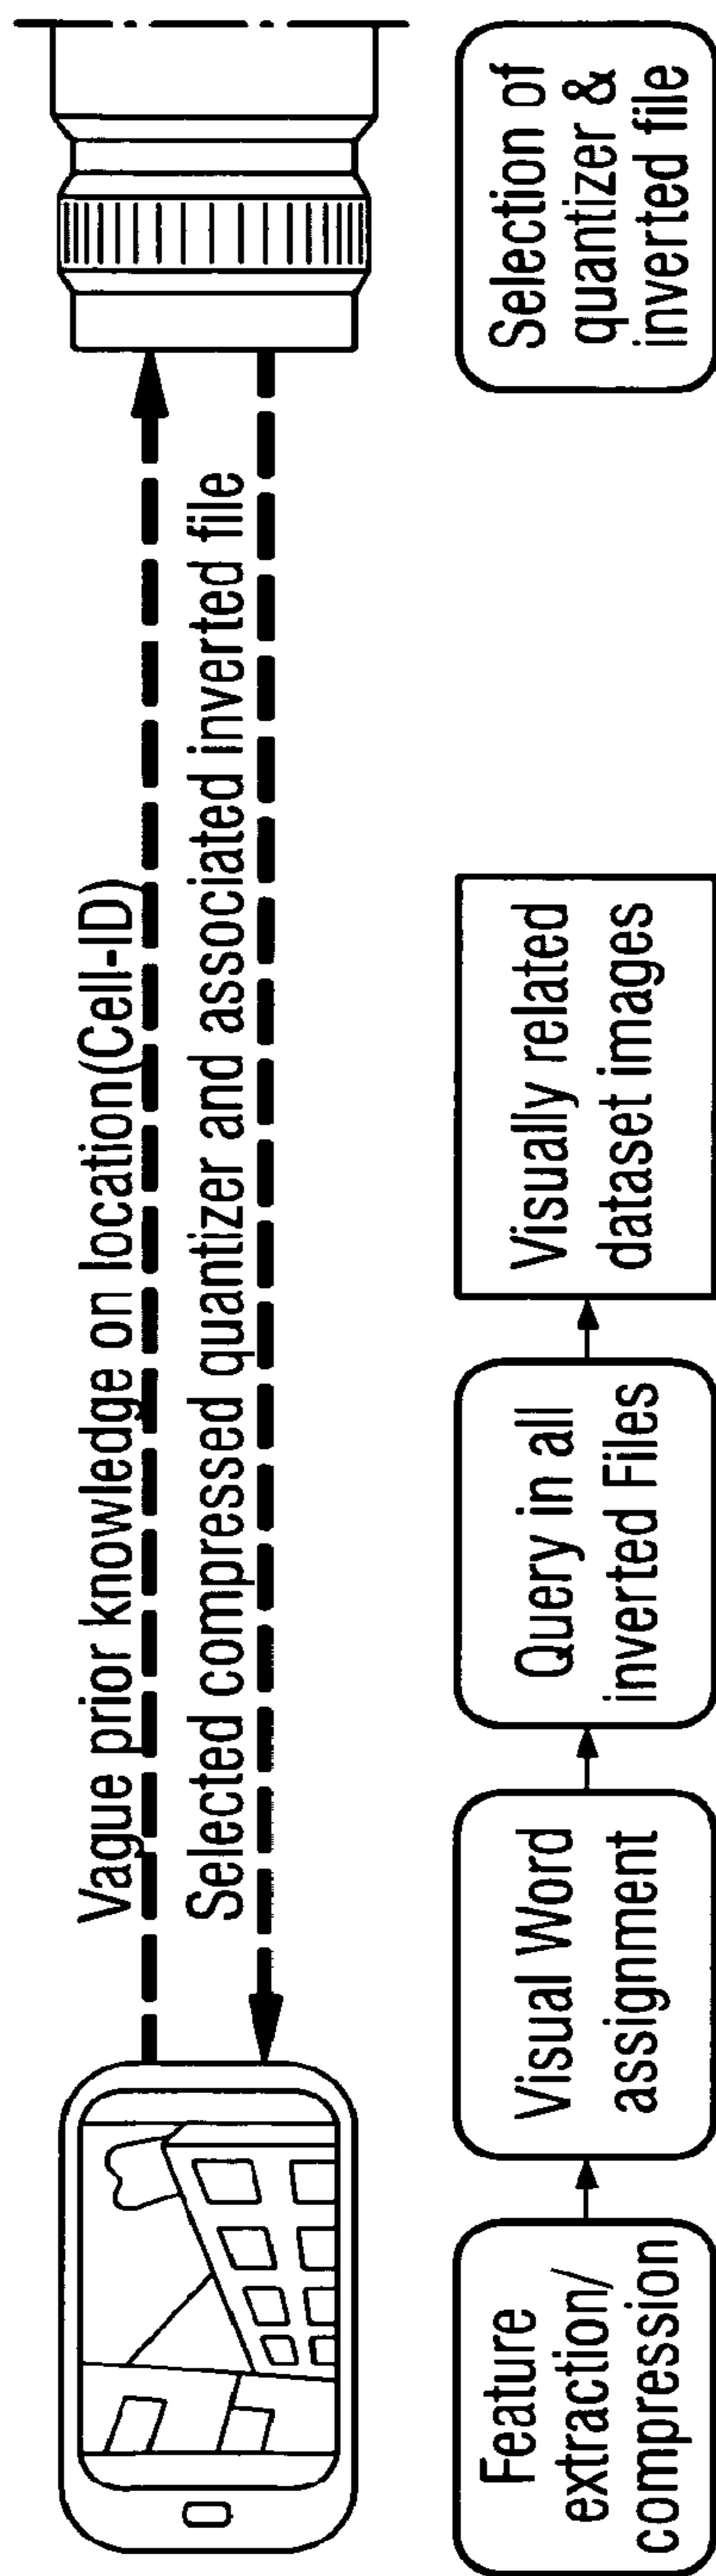 Vague prior knowledge on location(Cell-ID)
Selected compressed quantizer and associated inverted file
Feature
extraction/
compression
Visual Word
assignment
Query in all
inverted Files
Visually related
dataset images
Selection of
quantizer &
inverted file